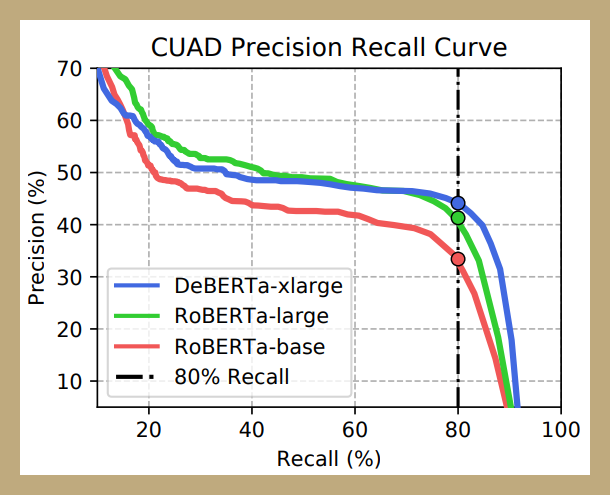 CUAD Precision Recall Curve
70
60
50
40
30
20
10
Precision (%)
DeBERTa-xlarge
RoBERTa-large
RoBERTa-base
80% Recall
20 40 60 80 100
Recall (%)